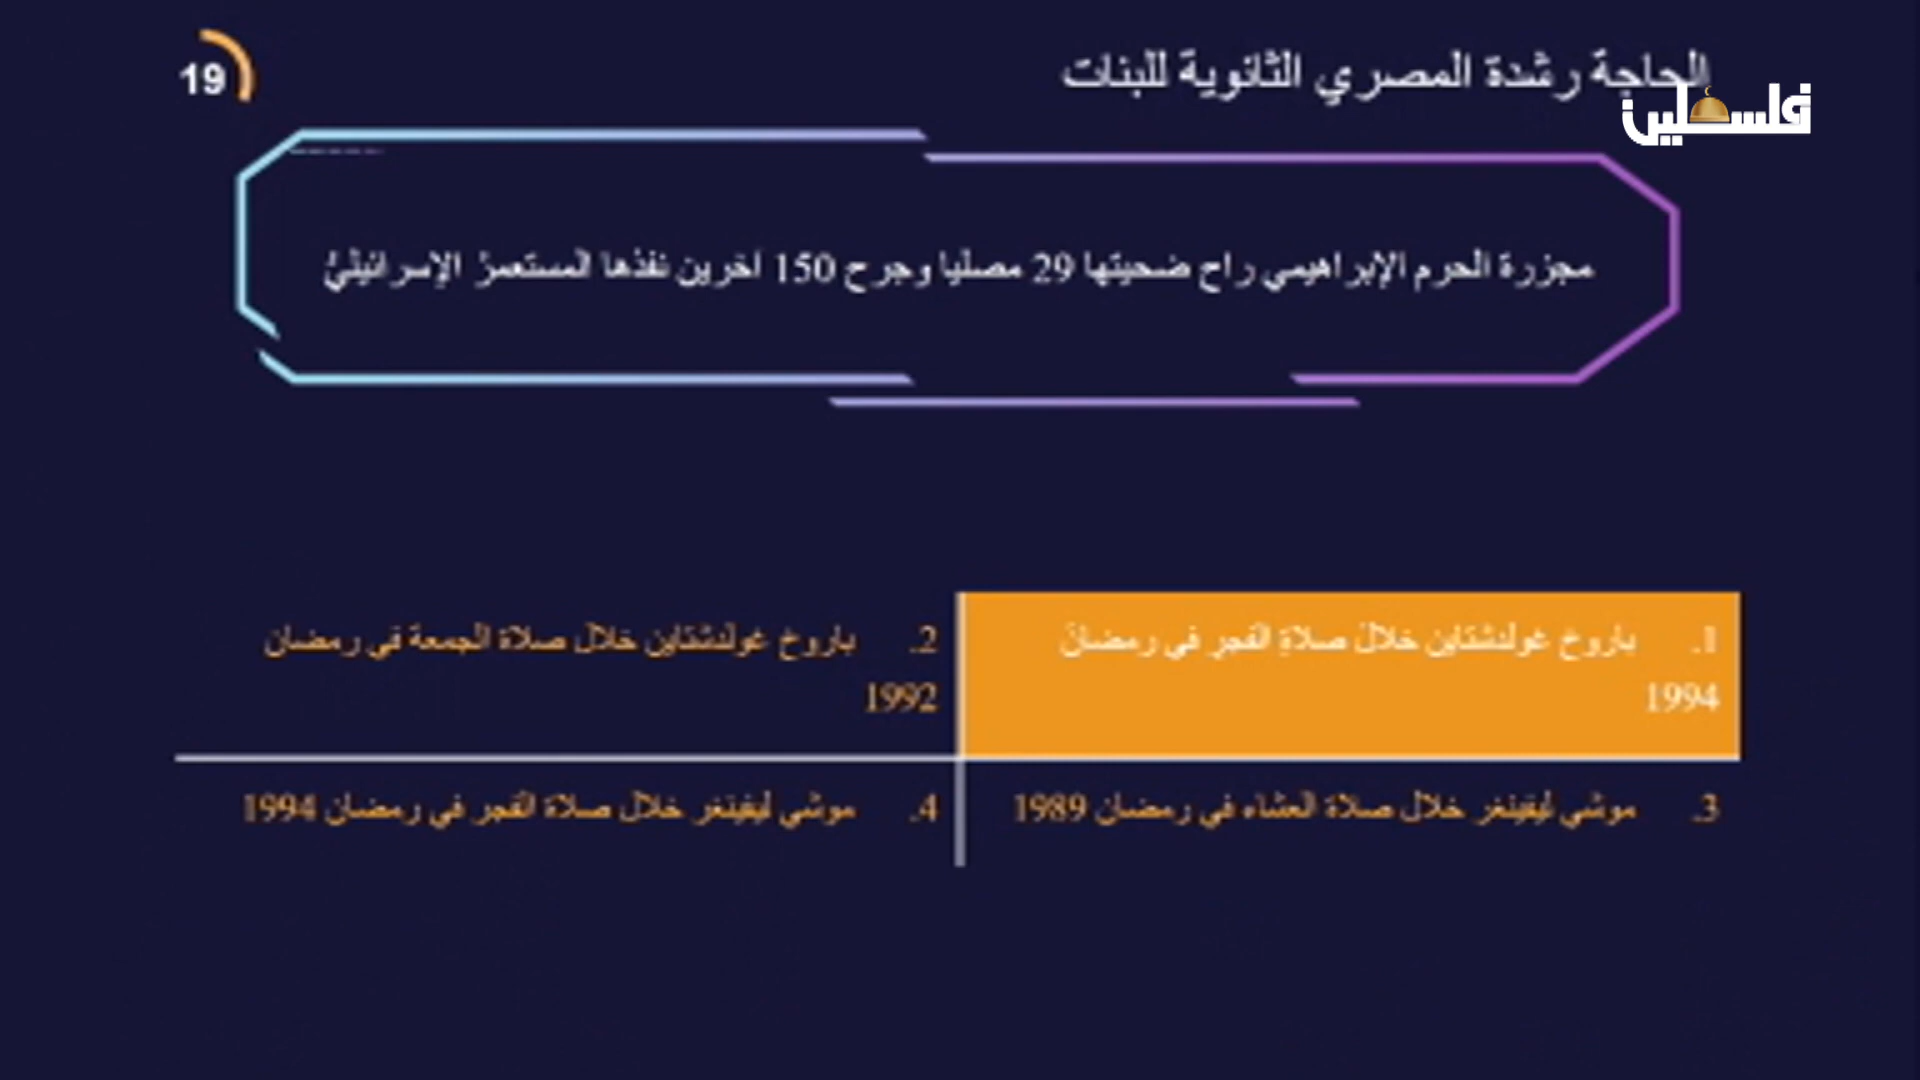 الحاجة رشدة المصري الثانوية للبنات
19
فلسطين
مجزرة الحرم الإبراهيمي راح ضحيتها 29 مصليا وجرح 150 آخرين نفذها المستعمرُ الإسرائيليُّ
1. باروخ غولدشتاين خلالَ صلاةِ الفجرِ في رمضانَ
1994
2. باروخ غولدشتاين خلال صلاة الجمعة في رمضان
1992
3. موشي ليفينغر خلال صلاة العشاء في رمضان 1989
4. موشي ليفينغر خلال صلاة الفجر في رمضان 1994